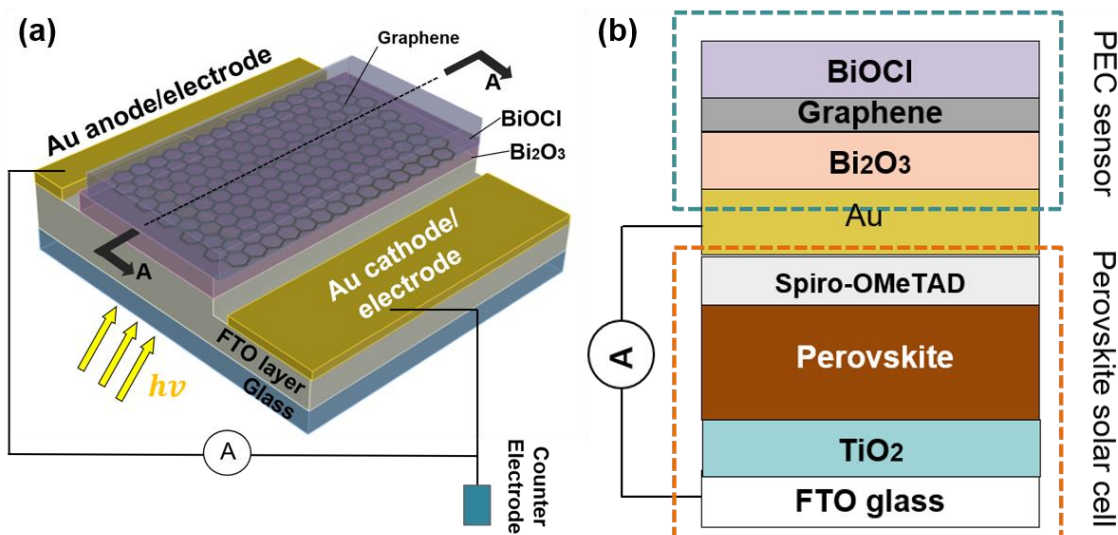 (a)
Graphene
A
Au anode/electrode
BiOCl
Bi₂O₃
A
Au cathode/
electrode
FTO layer
Glass
hν
A
Counter
Electrode
(b)
BiOCl
Graphene
Bi₂O₃
Au
PEC sensor
Spiro-OMeTAD
Perovskite
A
TiO₂
FTO glass
Perovskite solar cell